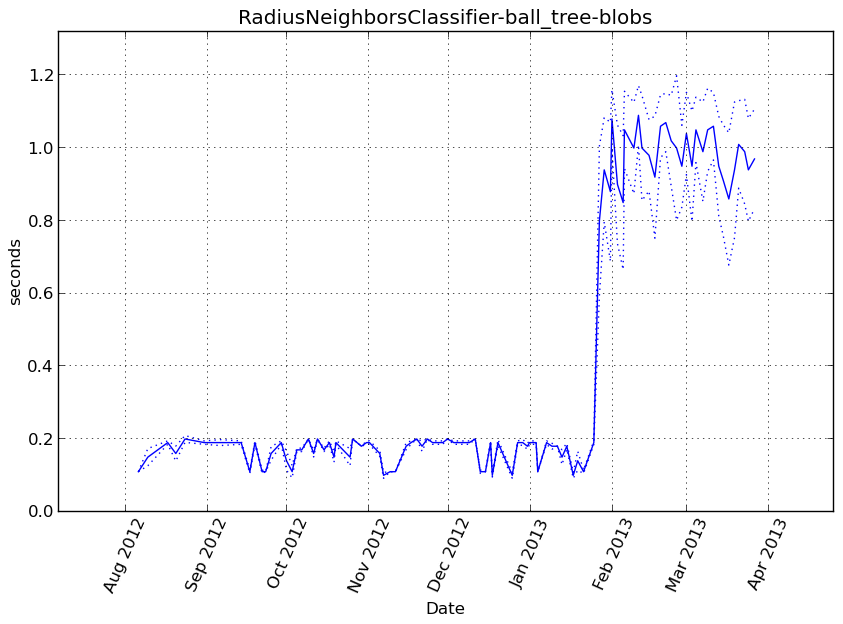 RadiusNeighborsClassifier-ball_tree-blobs
1.2
1.0
0.8
0.6
0.4
0.2
0.0
seconds
Aug 2012
Sep 2012
Oct 2012
Nov 2012
Dec 2012
Jan 2013
Feb 2013
Mar 2013
Apr 2013
Date